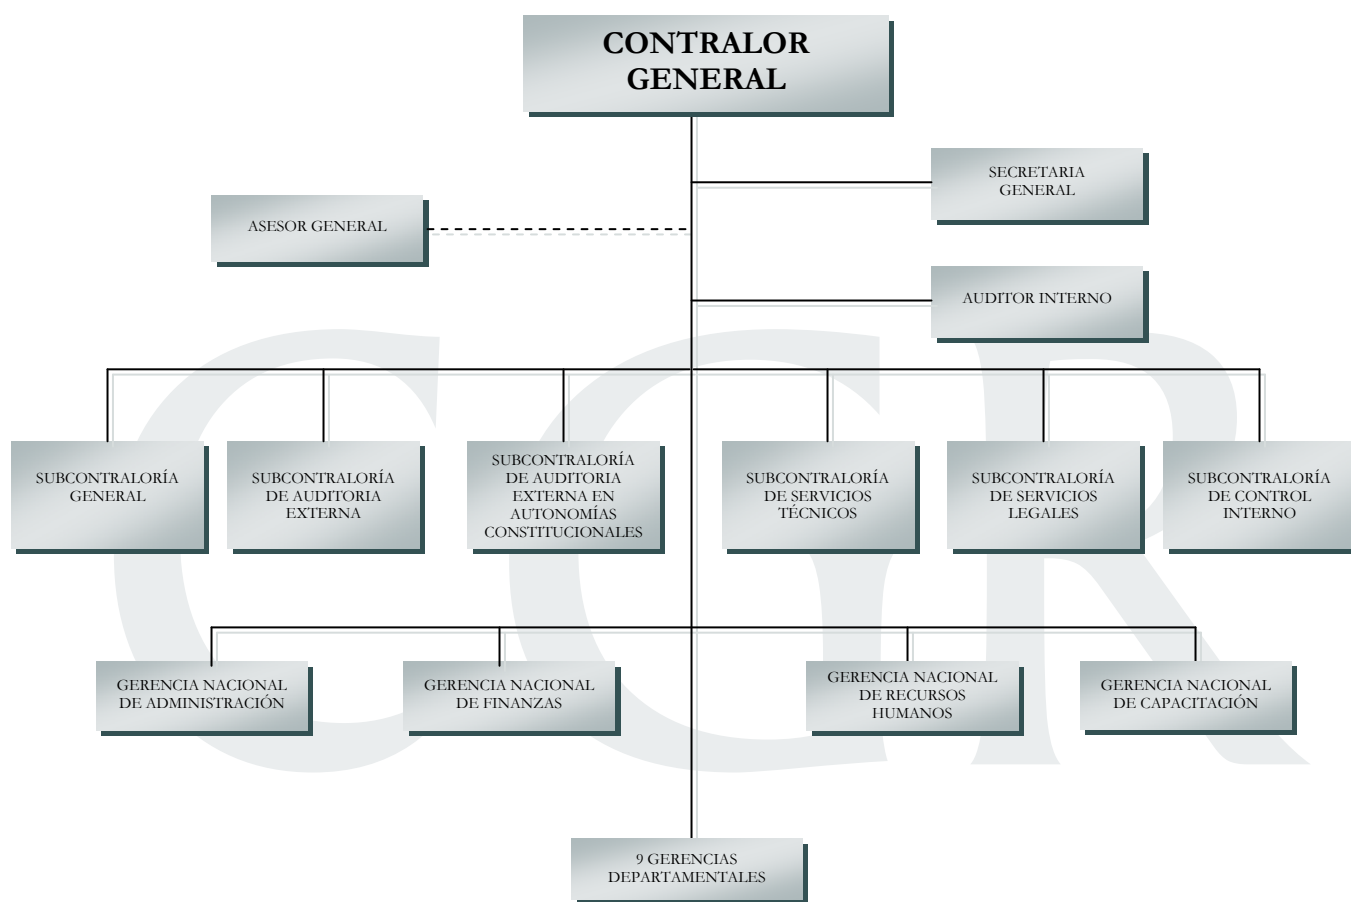 CONTRALOR
GENERAL
SECRETARIA
GENERAL
ASESOR GENERAL
AUDITOR INTERNO
SUBCONTRALORÍA
GENERAL
SUBCONTRALORÍA
DE AUDITORIA
EXTERNA
SUBCONTRALORÍA
DE AUDITORIA
EXTERNA EN
AUTONOMÍAS
CONSTITUCIONALES
SUBCONTRALORÍA
DE SERVICIOS
TÉCNICOS
SUBCONTRALORÍA
DE SERVICIOS
LEGALES
SUBCONTRALORÍA
DE CONTROL
INTERNO
GERENCIA NACIONAL
DE ADMINISTRACIÓN
GERENCIA NACIONAL
DE FINANZAS
GERENCIA NACIONAL
DE RECURSOS
HUMANOS
GERENCIA NACIONAL
DE CAPACITACIÓN
9 GERENCIAS
DEPARTAMENTALES
CGR